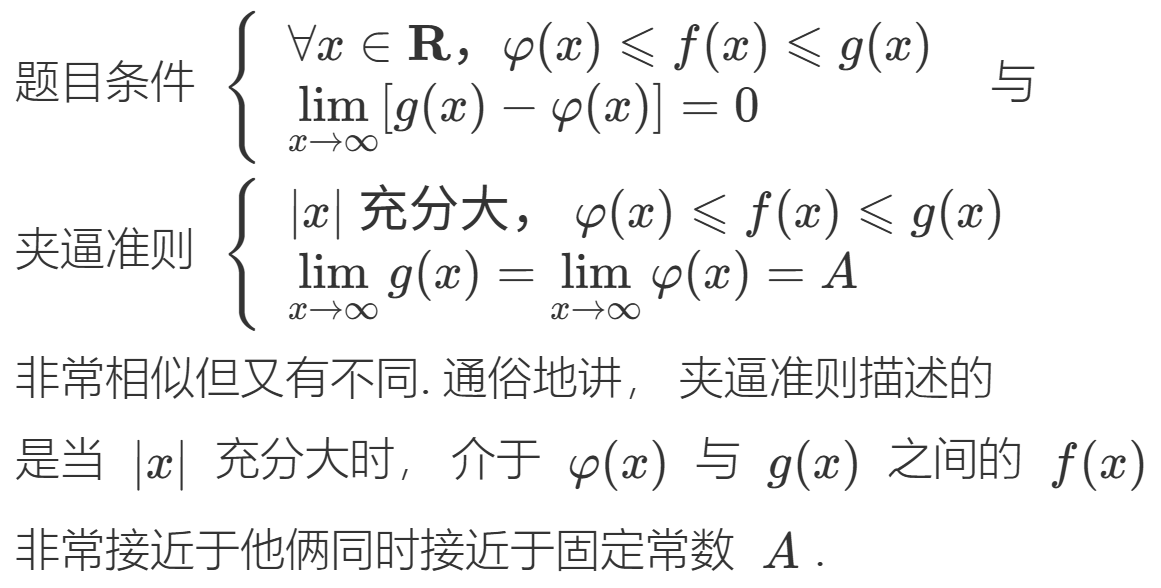 题目条件 { ∀x ∈ R，φ(x) ⩽ f(x) ⩽ g(x) 与
lim_{x→∞} [g(x) − φ(x)] = 0
夹逼准则 { |x| 充分大， φ(x) ⩽ f(x) ⩽ g(x)
lim_{x→∞} g(x) = lim_{x→∞} φ(x) = A
非常相似但又有不同. 通俗地讲， 夹逼准则描述的
是当 |x| 充分大时， 介于 φ(x) 与 g(x) 之间的 f(x)
非常接近于他俩同时接近于固定常数 A .